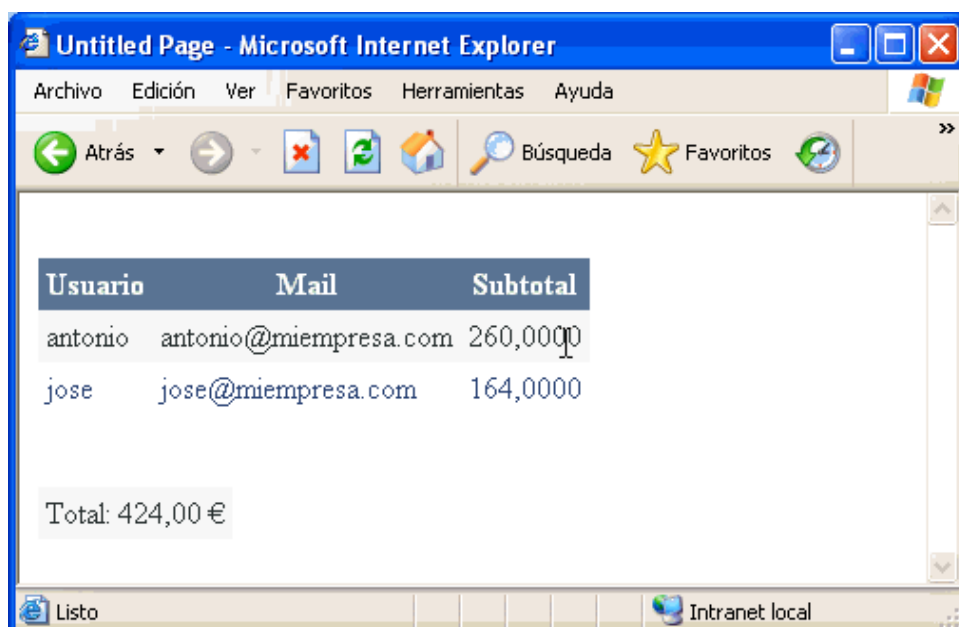 Untitled Page - Microsoft Internet Explorer
Archivo Edición Ver Favoritos Herramientas Ayuda
Atrás Búsqueda Favoritos »
Usuario Mail Subtotal
antonio antonio@miempresa.com 260,0000
jose jose@miempresa.com 164,0000
Total: 424,00 €
Listo Intranet local